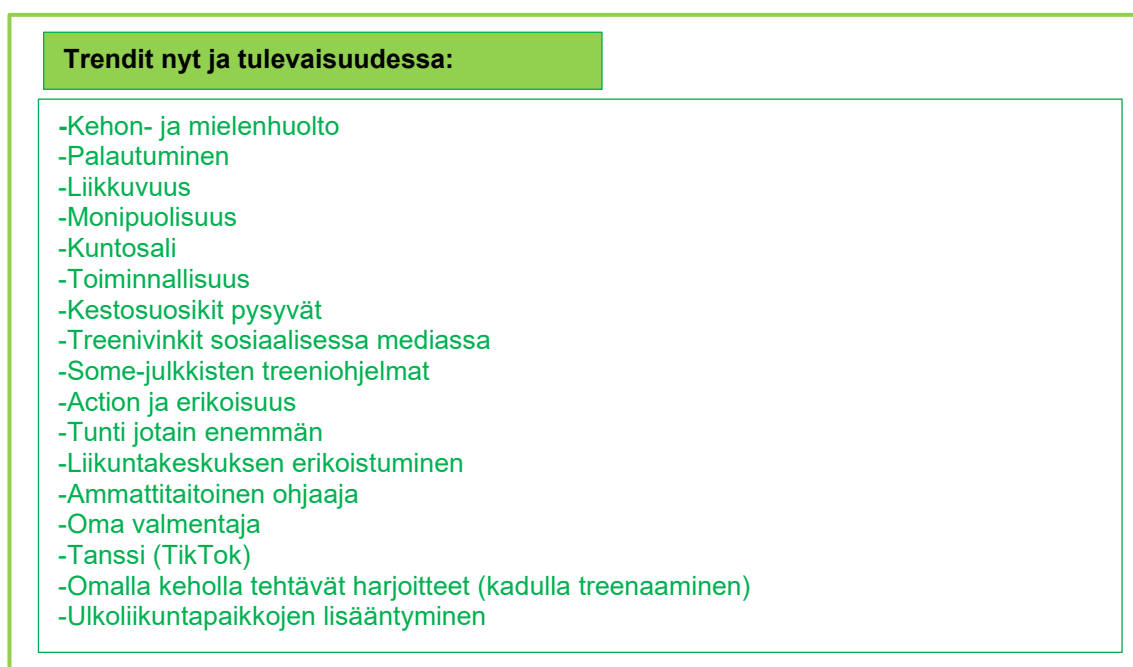 Trendit nyt ja tulevaisuudessa:
-Kehon- ja mielenhuolto
-Palautuminen
-Liikkuvuus
-Monipuolisuus
-Kuntosali
-Toiminnallisuus
-Kestosuosikit pysyvät
-Treenivinkit sosiaalisessa mediassa
-Some-julkkisten treeniohjelmat
-Action ja erikoisuus
-Tunti jotain enemmän
-Liikuntakeskuksen erikoistuminen
-Ammattitaitoinen ohjaaja
-Oma valmentaja
-Tanssi (TikTok)
-Omalla keholla tehtävät harjoitteet (kadulla treenaaminen)
-Ulkoliikuntapaikkojen lisääntyminen